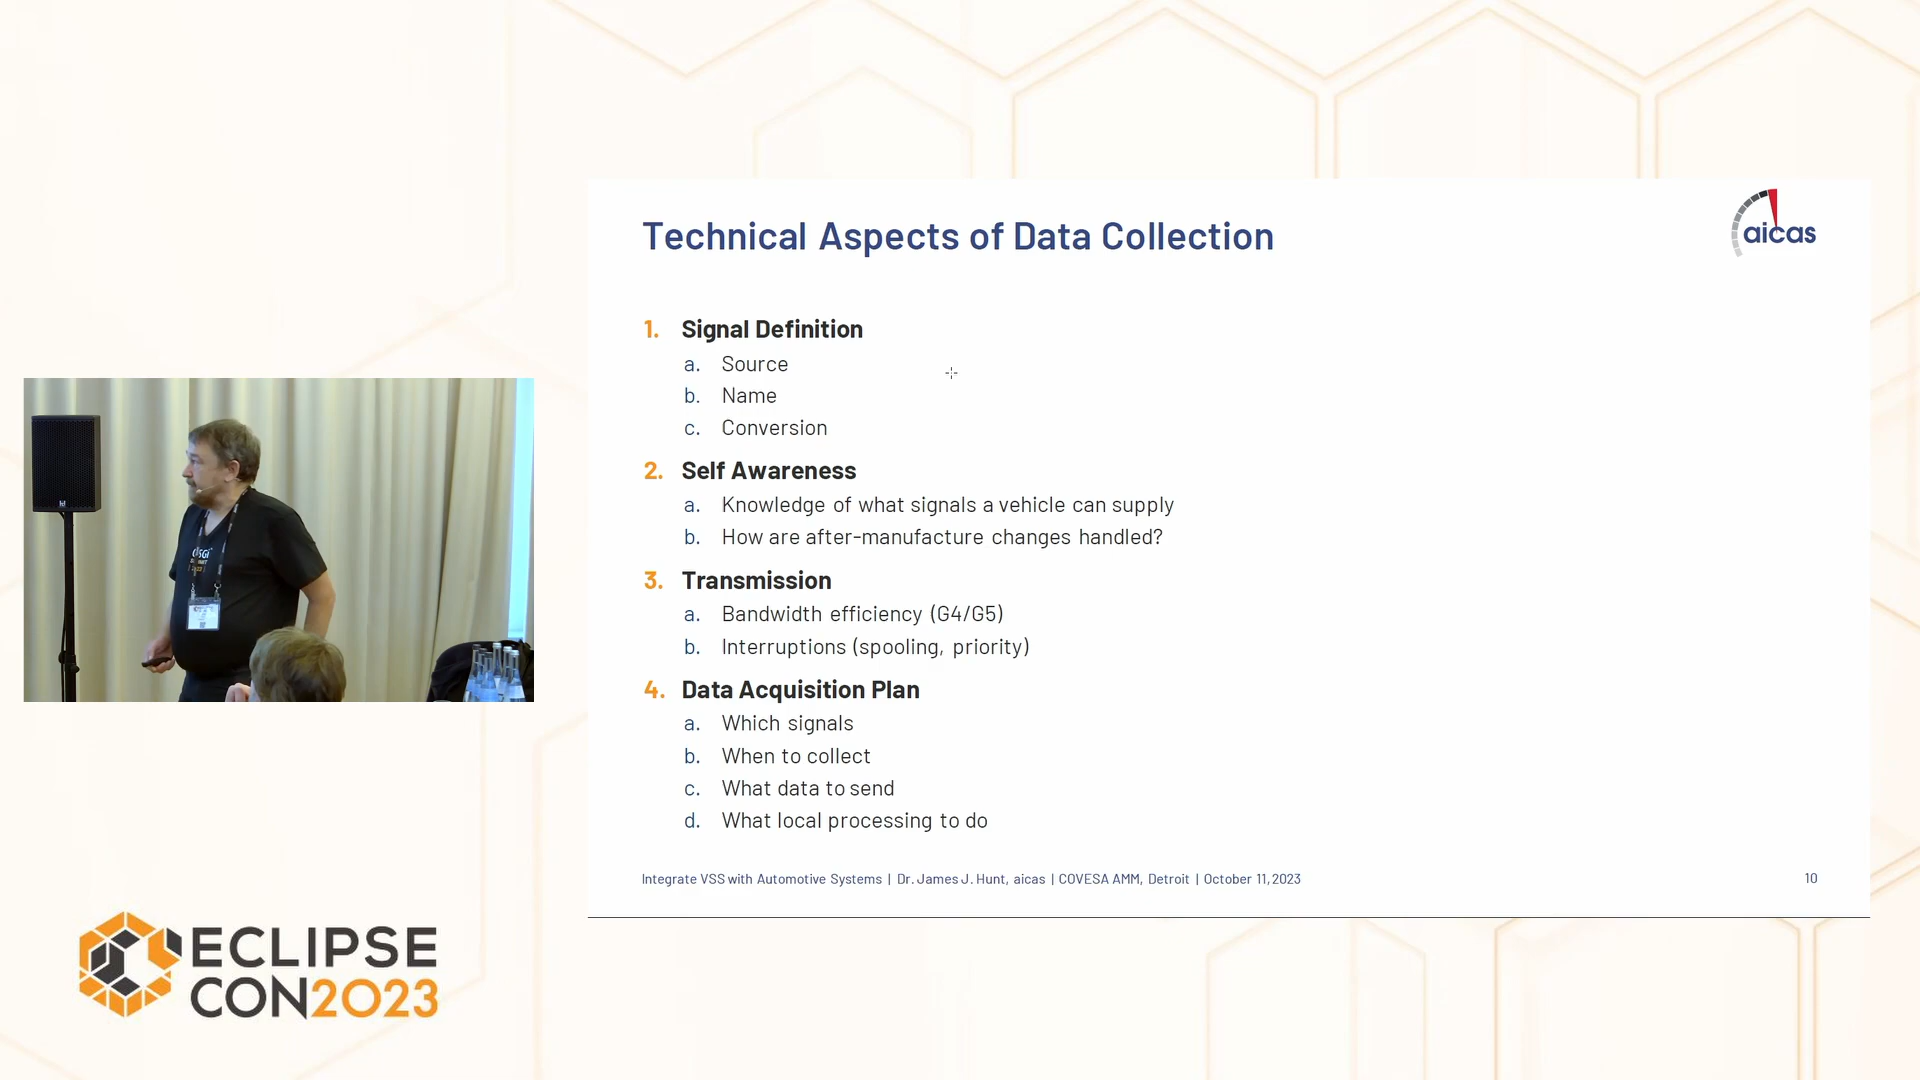 Technical Aspects of Data Collection
aicas
1. Signal Definition
a. Source
b. Name
c. Conversion
2. Self Awareness
a. Knowledge of what signals a vehicle can supply
b. How are after-manufacture changes handled?
3. Transmission
a. Bandwidth efficiency (G4/G5)
b. Interruptions (spooling, priority)
4. Data Acquisition Plan
a. Which signals
b. When to collect
c. What data to send
d. What local processing to do
Integrate VSS with Automotive Systems | Dr. James J. Hunt, aicas | COVESA AMM, Detroit | October 11, 2023
10
ECLIPSE
CON2023